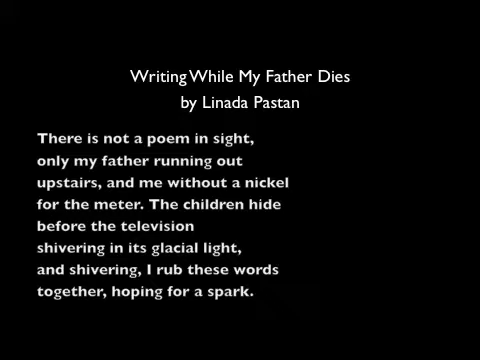 Writing While My Father Dies
by Linada Pastan
There is not a poem in sight,
only my father running out
upstairs, and me without a nickel
for the meter. The children hide
before the television
shivering in its glacial light,
and shivering, I rub these words
together, hoping for a spark.